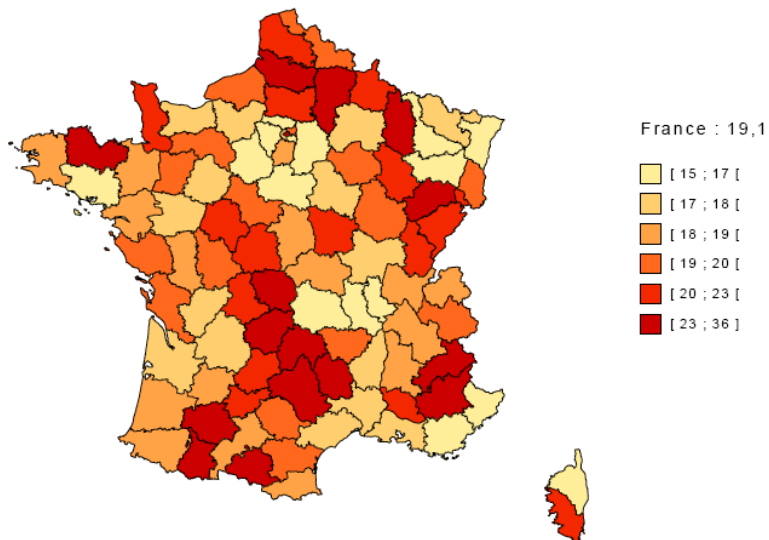 France : 19,1
[ 15 ; 17 [
[ 17 ; 18 [
[ 18 ; 19 [
[ 19 ; 20 [
[ 20 ; 23 [
[ 23 ; 36 ]